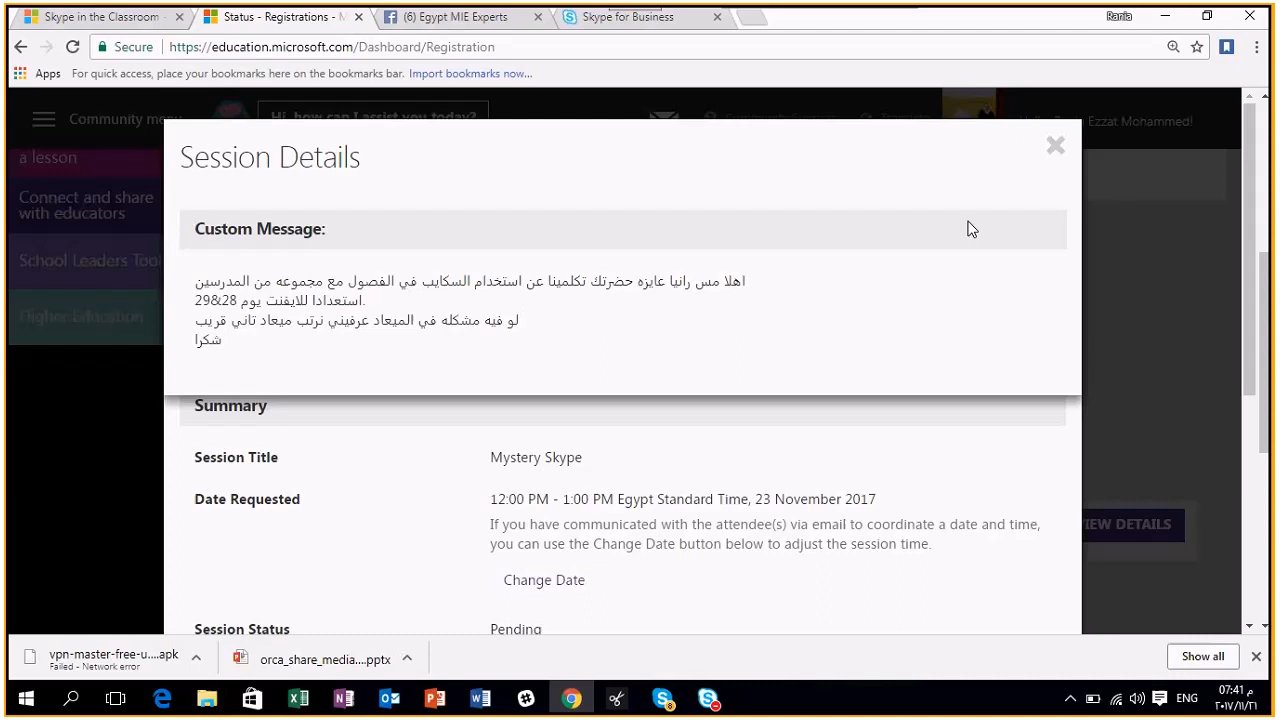 Skype in the Classroom -
Status - Registrations - M
(6) Egypt MIE Experts
Skype for Business
Rania
Secure
https://education.microsoft.com/Dashboard/Registration
Apps
For quick access, place your bookmarks here on the bookmarks bar. Import bookmarks now...
Community menu
Hi, how can I assist you today?
Ezzat Mohammed!
a lesson
Connect and share
with educators
School Leaders Tool
Higher Education
Session Details
Custom Message:
اهلا مس رانيا عايزه حضرتك تكلمينا عن استخدام السكايب في الفصول مع مجموعه من المدرسين
استعدادا للايفنت يوم 28&29.
لو فيه مشكله في الميعاد عرفيني نرتب ميعاد تاني قريب
شكرا
Summary
Session Title
Mystery Skype
Date Requested
12:00 PM - 1:00 PM Egypt Standard Time, 23 November 2017
If you have communicated with the attendee(s) via email to coordinate a date and time,
you can use the Change Date button below to adjust the session time.
Change Date
VIEW DETAILS
Session Status
Pending
vpn-master-free-u....apk
Failed - Network error
orca_share_media....pptx
Show all
ENG
07:41 م
٢٠١٧/١١/٢١